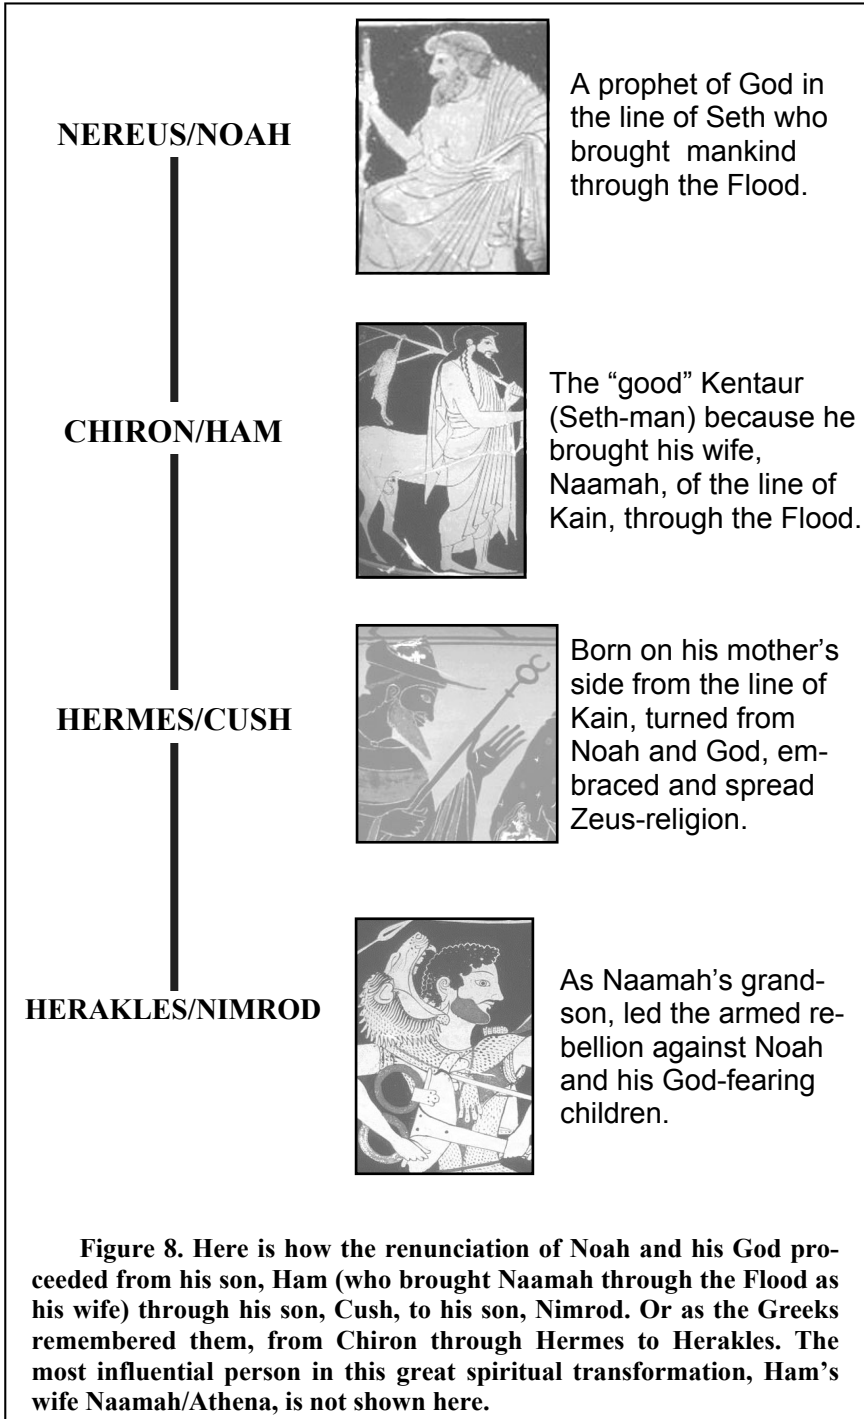 NEREUS/NOAH
A prophet of God in
the line of Seth who
brought mankind
through the Flood.
CHIRON/HAM
The “good” Kentaur
(Seth-man) because he
brought his wife,
Naamah, of the line of
Kain, through the Flood.
HERMES/CUSH
Born on his mother’s
side from the line of
Kain, turned from
Noah and God, em-
braced and spread
Zeus-religion.
HERAKLES/NIMROD
As Naamah’s grand-
son, led the armed re-
bellion against Noah
and his God-fearing
children.
Figure 8. Here is how the renunciation of Noah and his God pro-
ceeded from his son, Ham (who brought Naamah through the Flood as
his wife) through his son, Cush, to his son, Nimrod. Or as the Greeks
remembered them, from Chiron through Hermes to Herakles. The
most influential person in this great spiritual transformation, Ham’s
wife Naamah/Athena, is not shown here.